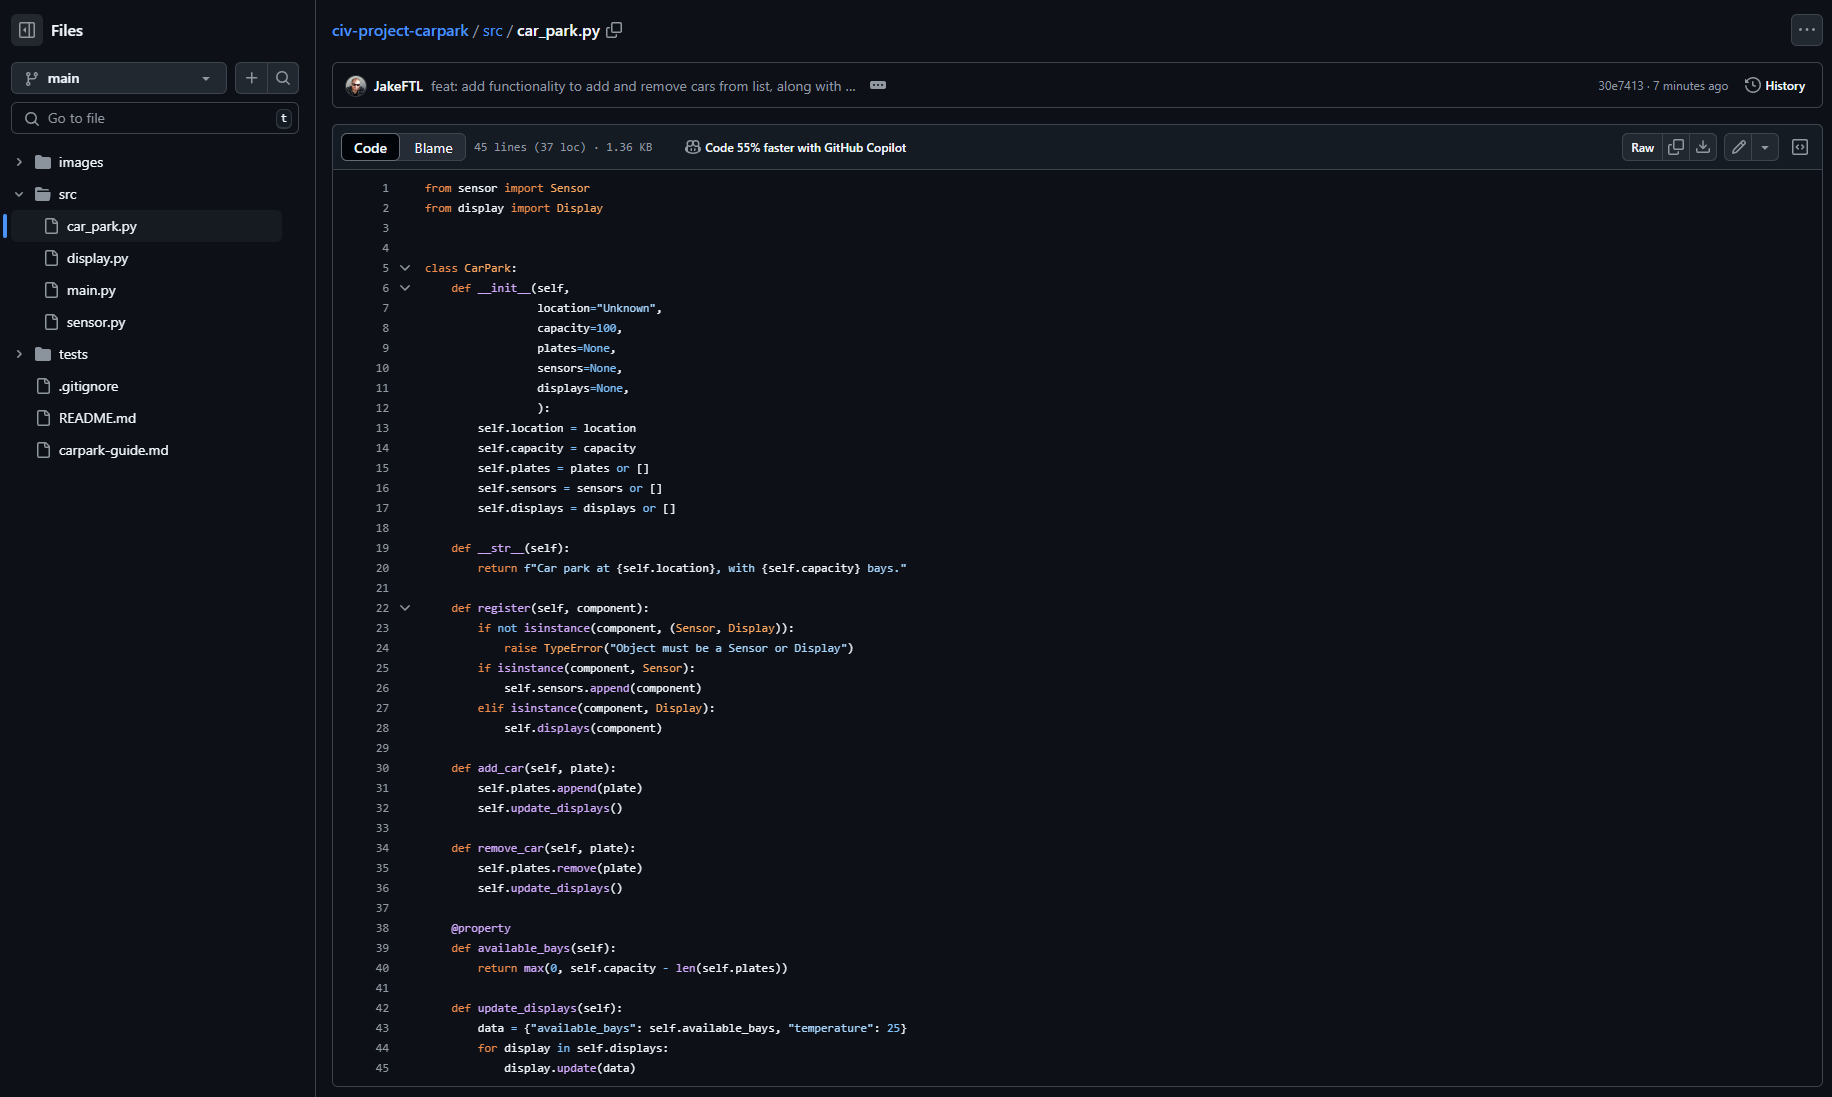 Files
main
Go to file
t
images
src
car_park.py
display.py
main.py
sensor.py
tests
.gitignore
README.md
carpark-guide.md
civ-project-carpark / src / car_park.py
JakeFTL feat: add functionality to add and remove cars from list, along with ...
30e7413 · 7 minutes ago
History
Code
Blame
45 lines (37 loc) · 1.36 KB
Code 55% faster with GitHub Copilot
Raw
1 from sensor import Sensor
2 from display import Display
3
4
5 class CarPark:
6     def __init__(self,
7                  location="Unknown",
8                  capacity=100,
9                  plates=None,
10                  sensors=None,
11                  displays=None,
12                  ):
13         self.location = location
14         self.capacity = capacity
15         self.plates = plates or []
16         self.sensors = sensors or []
17         self.displays = displays or []
18
19     def __str__(self):
20         return f"Car park at {self.location}, with {self.capacity} bays."
21
22     def register(self, component):
23         if not isinstance(component, (Sensor, Display)):
24             raise TypeError("Object must be a Sensor or Display")
25         if isinstance(component, Sensor):
26             self.sensors.append(component)
27         elif isinstance(component, Display):
28             self.displays(component)
29
30     def add_car(self, plate):
31         self.plates.append(plate)
32         self.update_displays()
33
34     def remove_car(self, plate):
35         self.plates.remove(plate)
36         self.update_displays()
37
38     @property
39     def available_bays(self):
40         return max(0, self.capacity - len(self.plates))
41
42     def update_displays(self):
43         data = {"available_bays": self.available_bays, "temperature": 25}
44         for display in self.displays:
45             display.update(data)